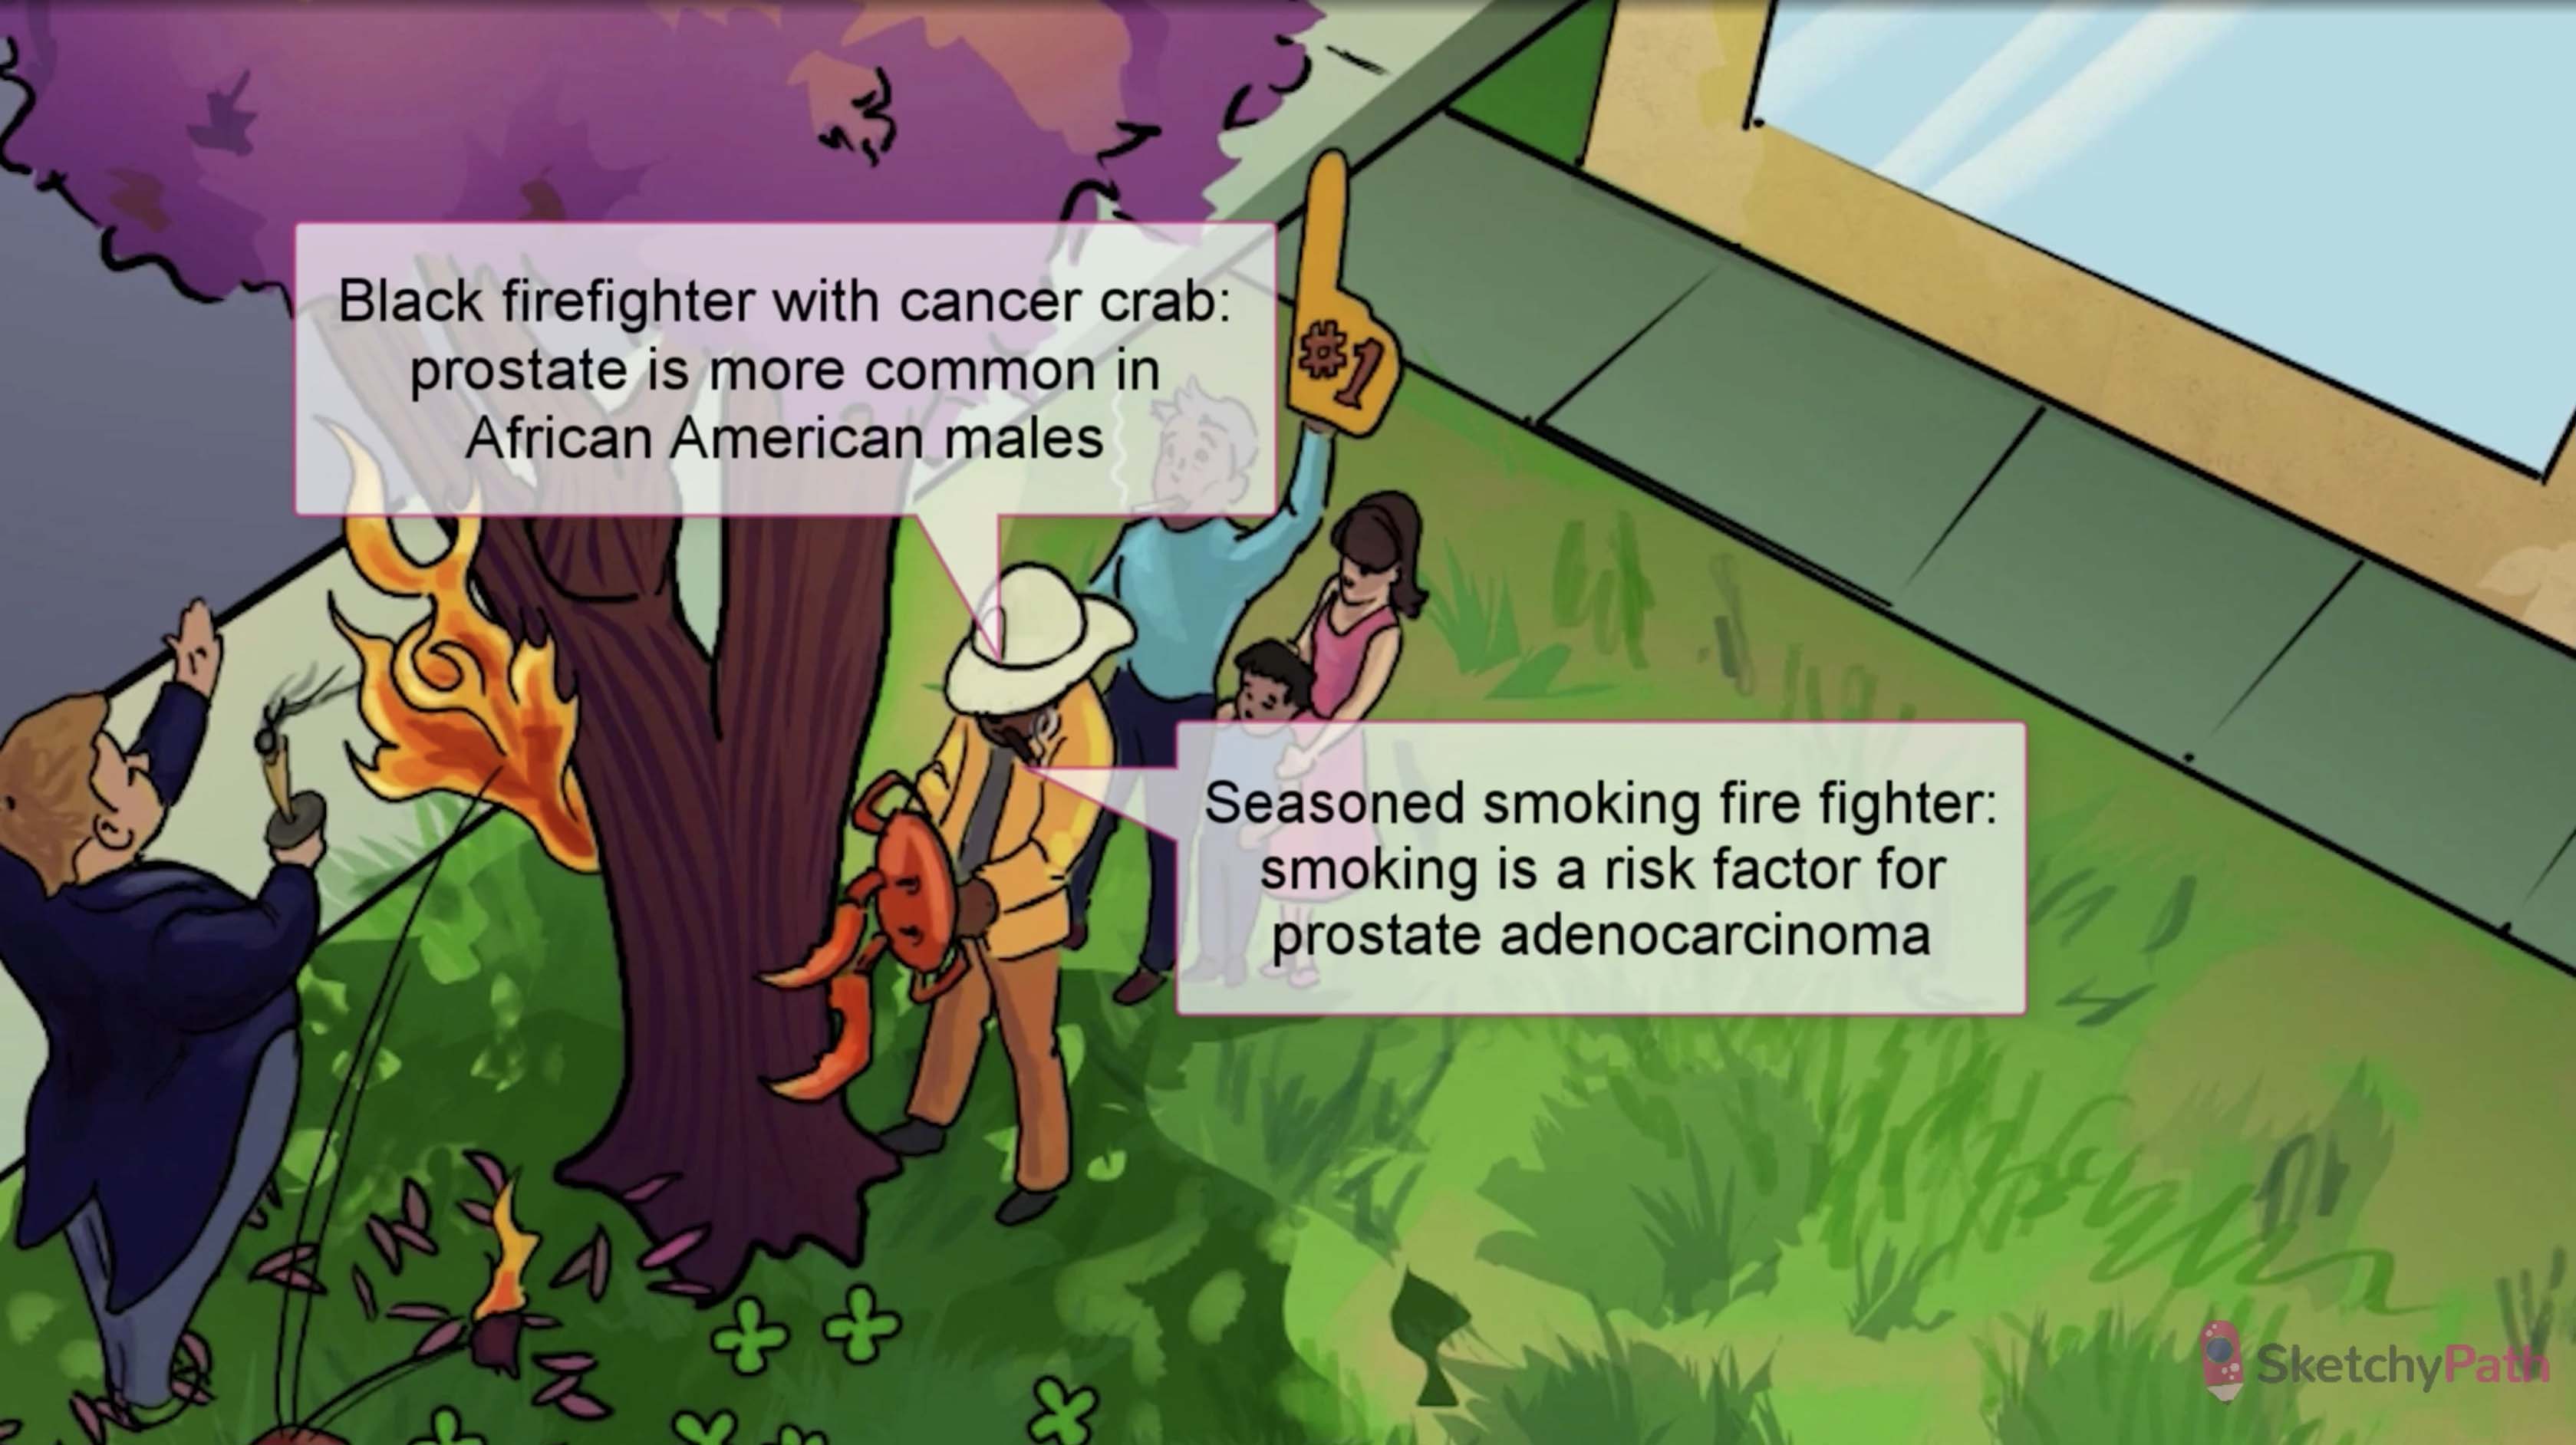 Black firefighter with cancer crab:
prostate is more common in
African American males
#1
Seasoned smoking fire fighter:
smoking is a risk factor for
prostate adenocarcinoma
SketchyPath